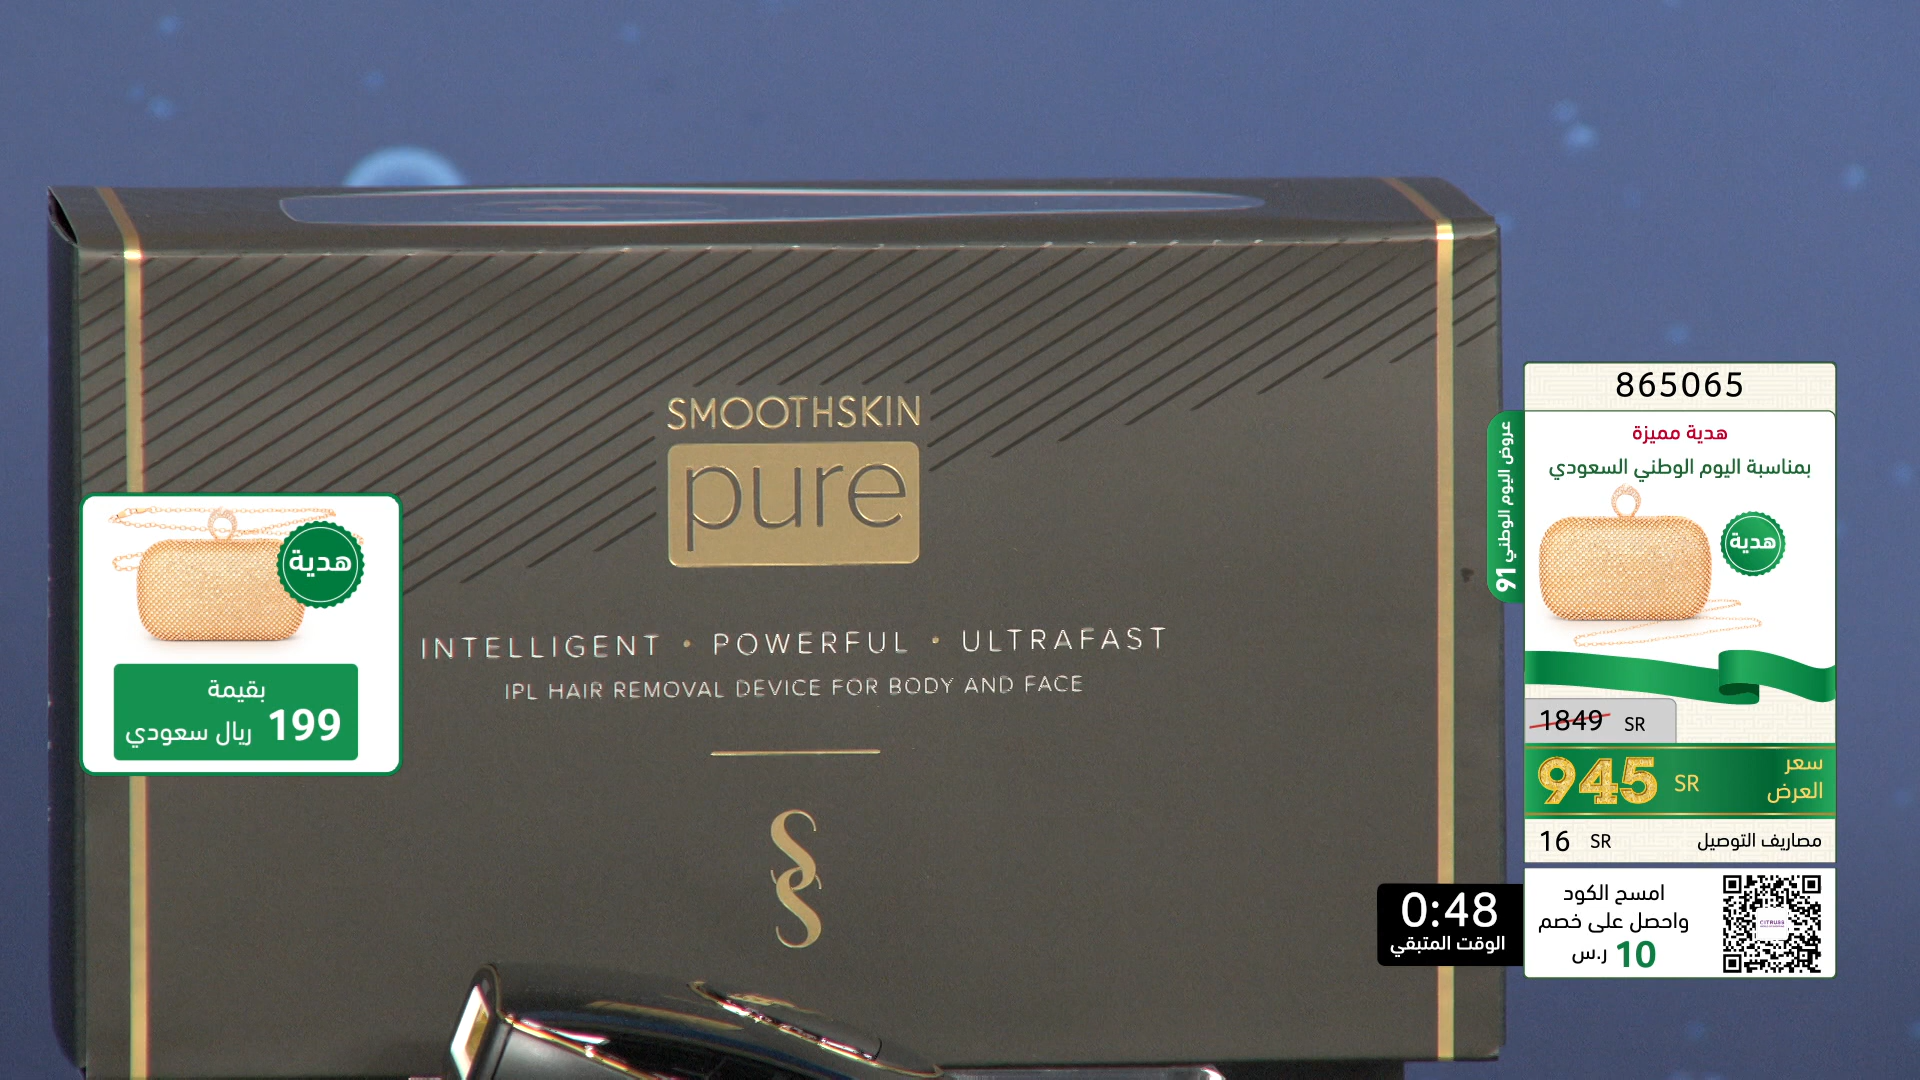 SMOOTHSKIN
pure
INTELLIGENT • POWERFUL • ULTRAFAST
IPL HAIR REMOVAL DEVICE FOR BODY AND FACE
هدية
بقيمة
199 ريال سعودي
865065
هدية مميزة
بمناسبة اليوم الوطني السعودي
هدية
عروض اليوم الوطني 91
1849 SR
سعر
العرض
945 SR
مصاريف التوصيل
16 SR
امسح الكود
واحصل على خصم
10 ر.س
CITRUSS
0:48
الوقت المتبقي